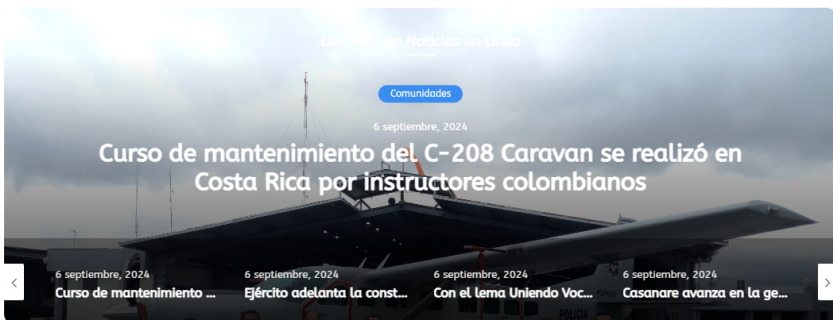 en Noticias en Línea
Comunidades
6 septiembre, 2024
Curso de mantenimiento del C-208 Caravan se realizó en
Costa Rica por instructores colombianos
6 septiembre, 2024
Curso de mantenimiento ...
6 septiembre, 2024
Ejército adelanta la const...
6 septiembre, 2024
Con el lema Uniendo Voc...
6 septiembre, 2024
Casanare avanza en la ge...
POLICIA